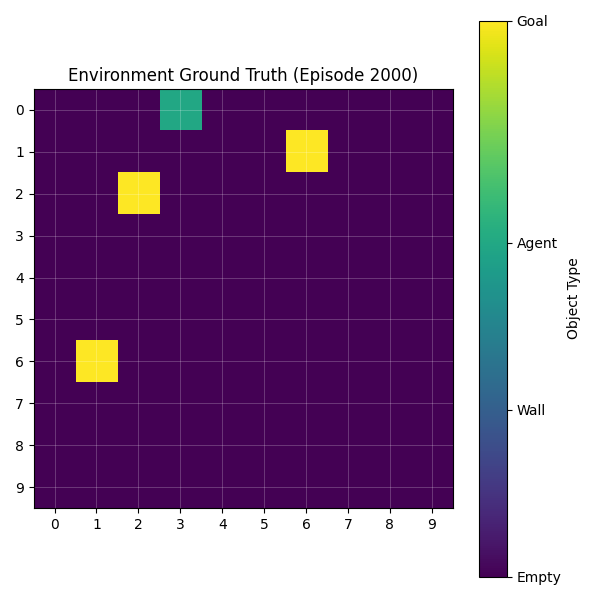 Environment Ground Truth (Episode 2000)
0
1
2
3
4
5
6
7
8
9
0 1 2 3 4 5 6 7 8 9
Goal
Agent
Wall
Empty
Object Type